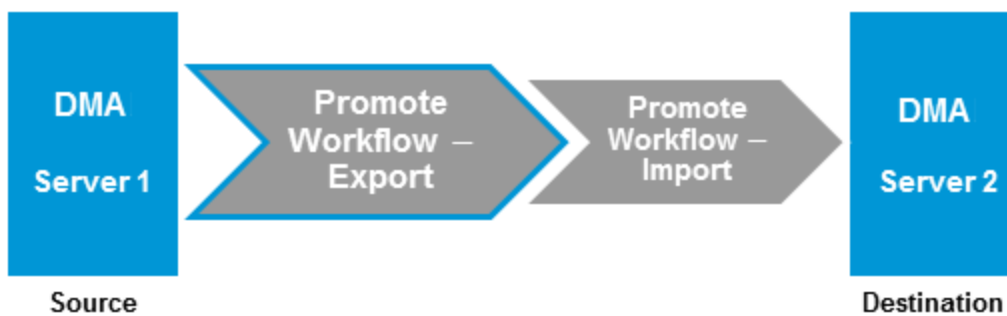 DMA
Server 1
Source
Promote
Workflow –
Export
Promote
Workflow –
Import
DMA
Server 2
Destination